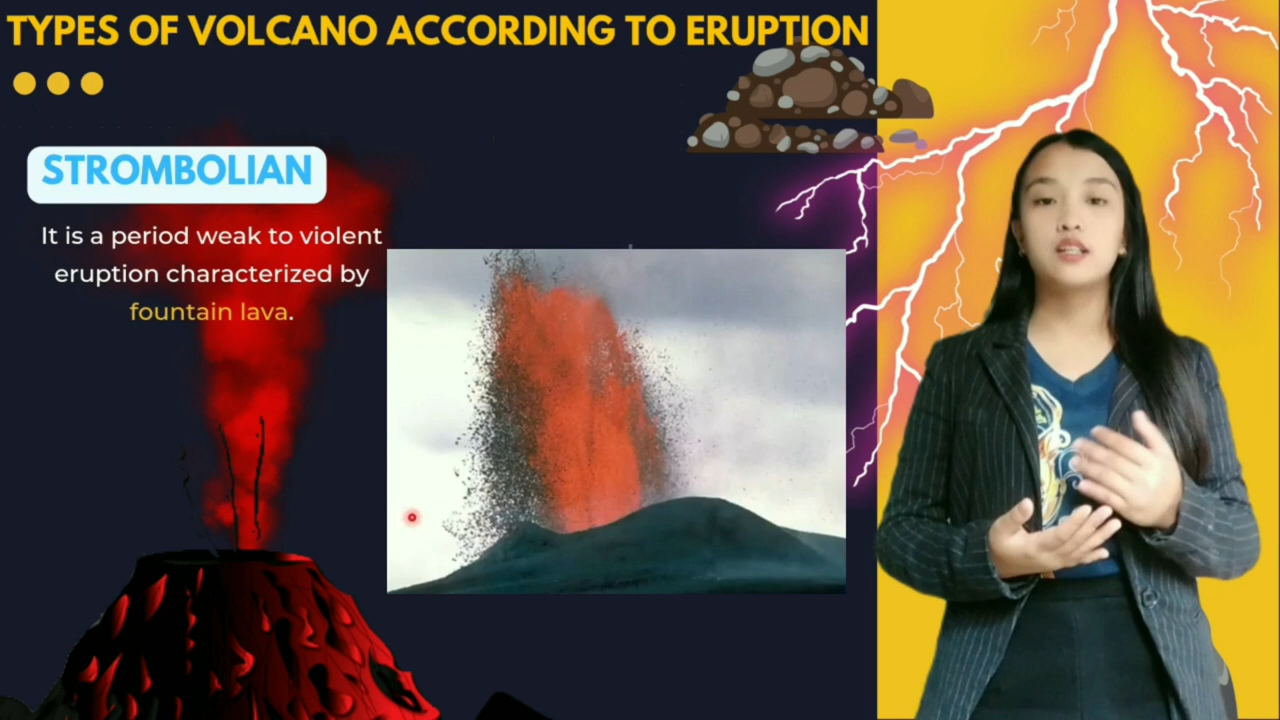 TYPES OF VOLCANO ACCORDING TO ERUPTION
STROMBOLIAN
It is a period weak to violent
eruption characterized by
fountain lava.